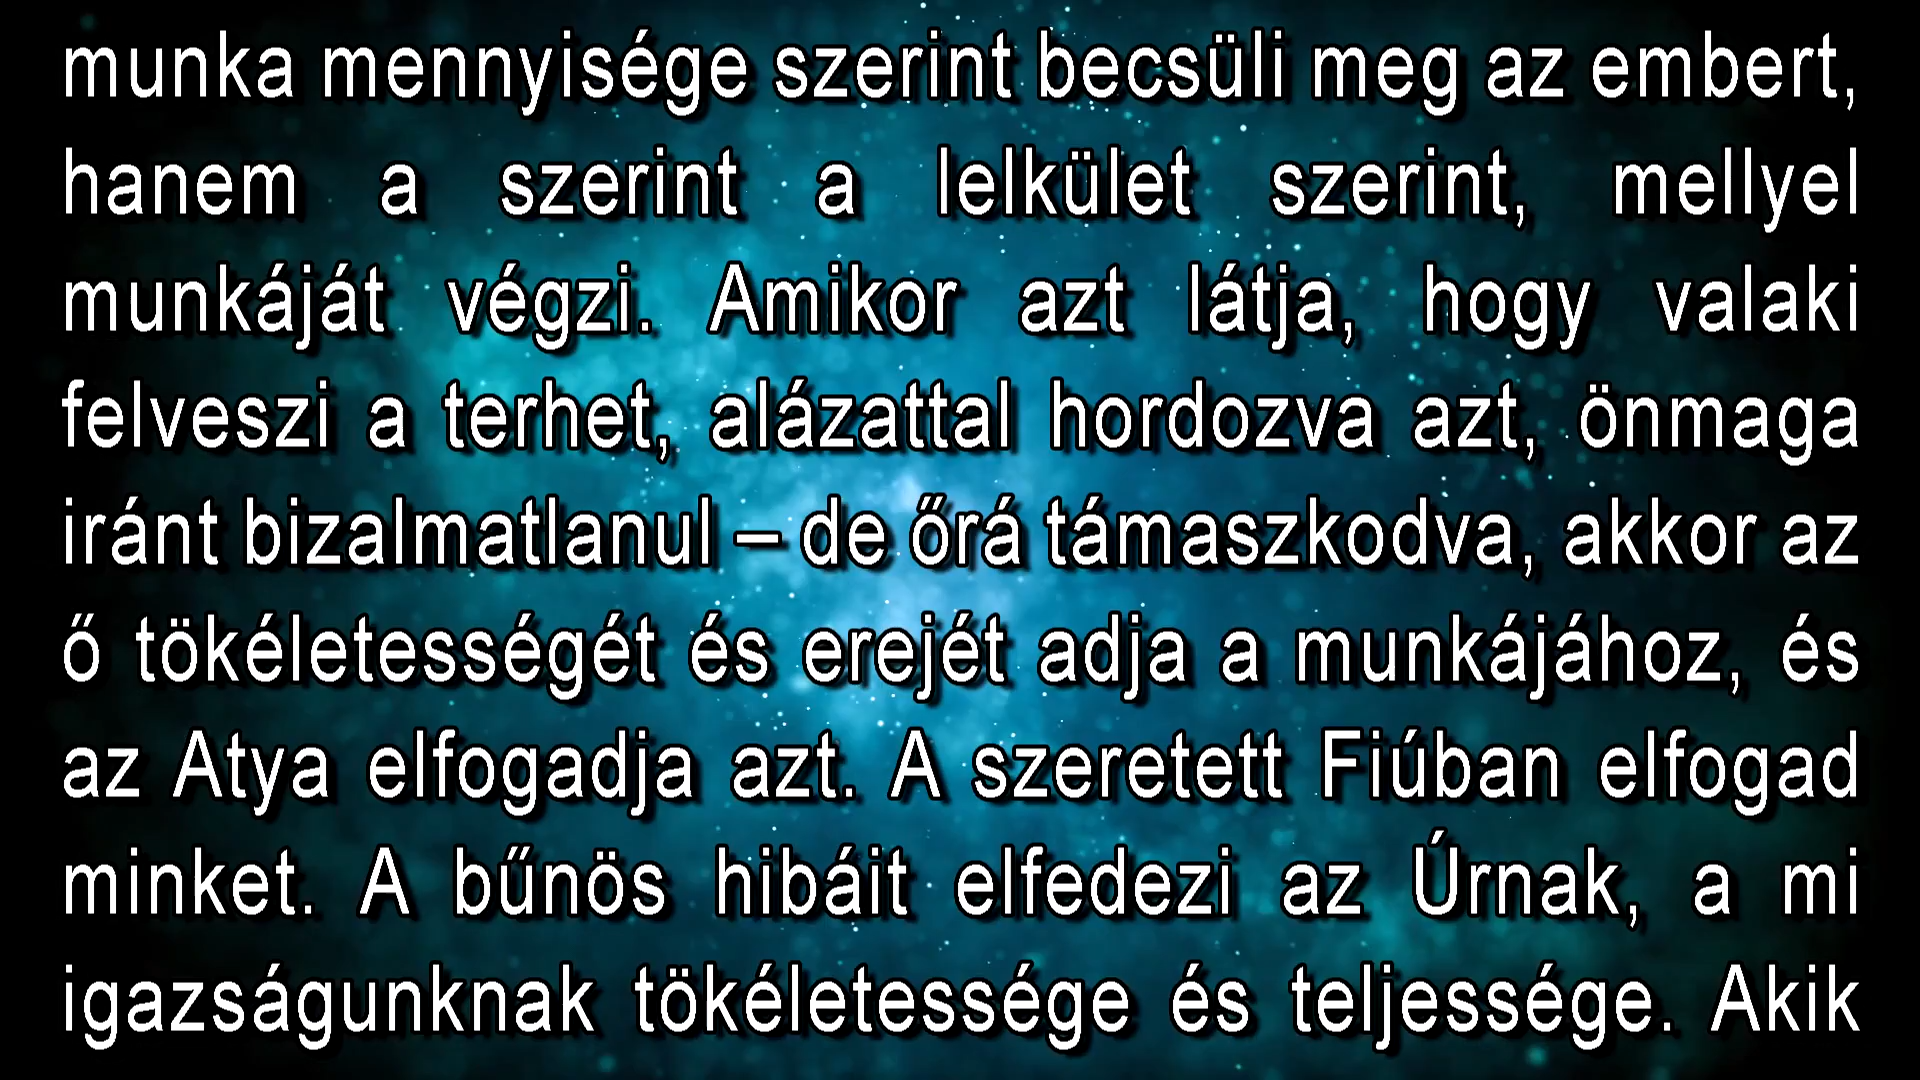 munka mennyisége szerint becsüli meg az embert,
hanem a szerint a lelkület szerint, mellyel
munkáját végzi. Amikor azt látja, hogy valaki
felveszi a terhet, alázattal hordozva azt, önmaga
iránt bizalmatlanul – de őrá támaszkodva, akkor az
ő tökéletességét és erejét adja a munkájához, és
az Atya elfogadja azt. A szeretett Fiúban elfogad
minket. A bűnös hibáit elfedezi az Úrnak, a mi
igazságunknak tökéletessége és teljessége. Akik